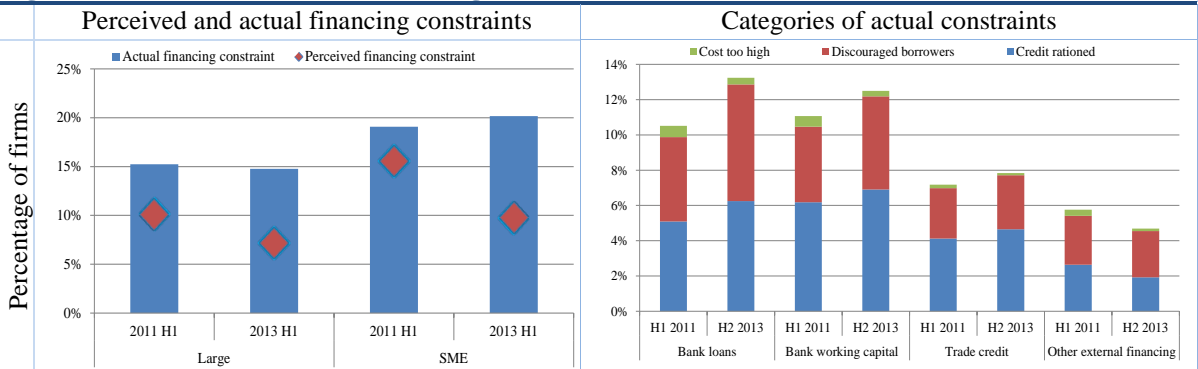 Perceived and actual financing constraints
Percentage of firms
Actual financing constraint Perceived financing constraint
25%
20%
15%
10%
5%
0%
2011 H1 2013 H1 2011 H1 2013 H1
Large SME
Categories of actual constraints
Cost too high Discouraged borrowers Credit rationed
14%
12%
10%
8%
6%
4%
2%
0%
H1 2011 H2 2013 H1 2011 H2 2013 H1 2011 H2 2013 H1 2011 H2 2013
Bank loans Bank working capital Trade credit Other external financing